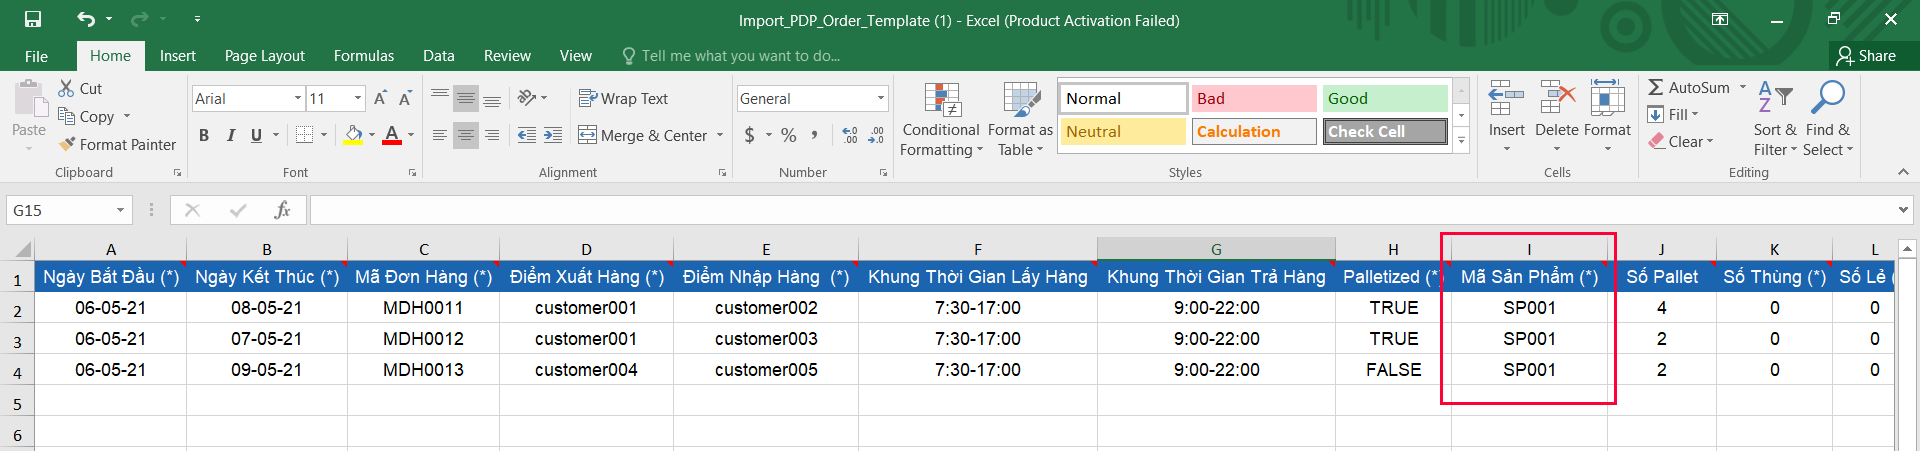 Import_PDP_Order_Template (1) - Excel (Product Activation Failed)
File Home Insert Page Layout Formulas Data Review View Tell me what you want to do... Share
Paste Cut Copy Format Painter
Clipboard
Arial 11
B I U A
Font
Wrap Text
Merge & Center
Alignment
General
$ % ,
Number
Conditional Formatting
Format as Table
Normal Bad Good
Neutral Calculation Check Cell
Styles
Insert Delete Format
Cells
AutoSum
Fill
Clear
Sort & Filter
Find & Select
Editing
G15 fx
A B C D E F G H I J K L
1 Ngày Bắt Đầu (*) Ngày Kết Thúc (*) Mã Đơn Hàng (*) Điểm Xuất Hàng (*) Điểm Nhập Hàng (*) Khung Thời Gian Lấy Hàng Khung Thời Gian Trả Hàng Palletized (*) Mã Sản Phẩm (*) Số Pallet Số Thùng (*) Số Lẻ (
2 06-05-21 08-05-21 MDH0011 customer001 customer002 7:30-17:00 9:00-22:00 TRUE SP001 4 0 0
3 06-05-21 07-05-21 MDH0012 customer001 customer003 7:30-17:00 9:00-22:00 TRUE SP001 2 0 0
4 06-05-21 09-05-21 MDH0013 customer004 customer005 7:30-17:00 9:00-22:00 FALSE SP001 2 0 0
5
6